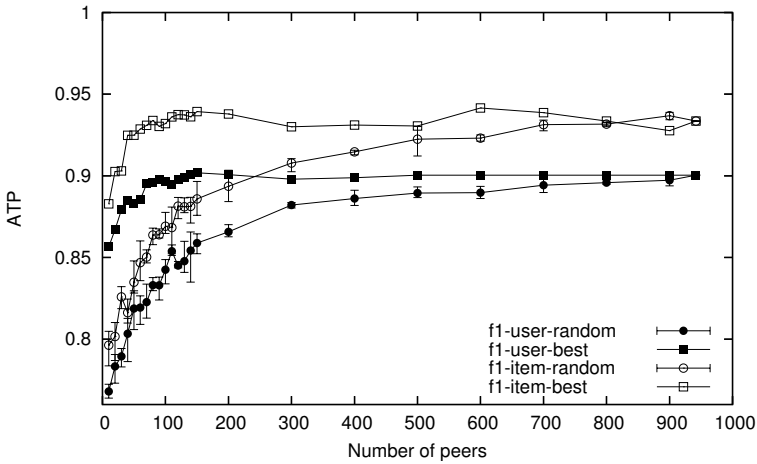 1
0.95
0.9
0.85
0.8
ATP
0 100 200 300 400 500 600 700 800 900 1000
Number of peers
f1-user-random
f1-user-best
f1-item-random
f1-item-best